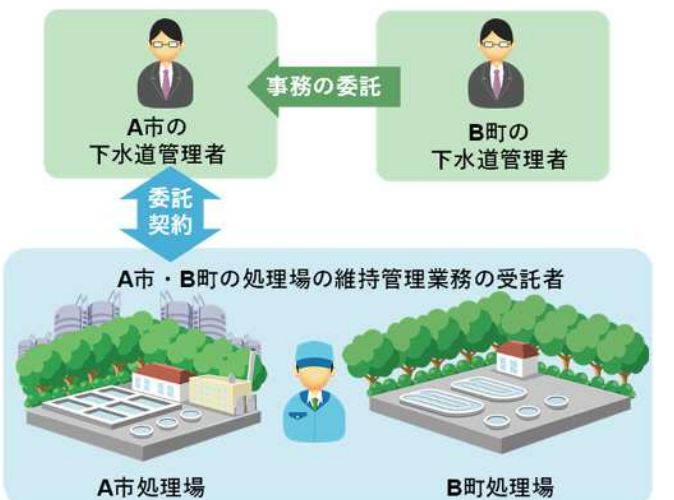 事務の委託
A市の
下水道管理者
B町の
下水道管理者
委託
契約
A市・B町の処理場の維持管理業務の受託者
A市処理場
B町処理場